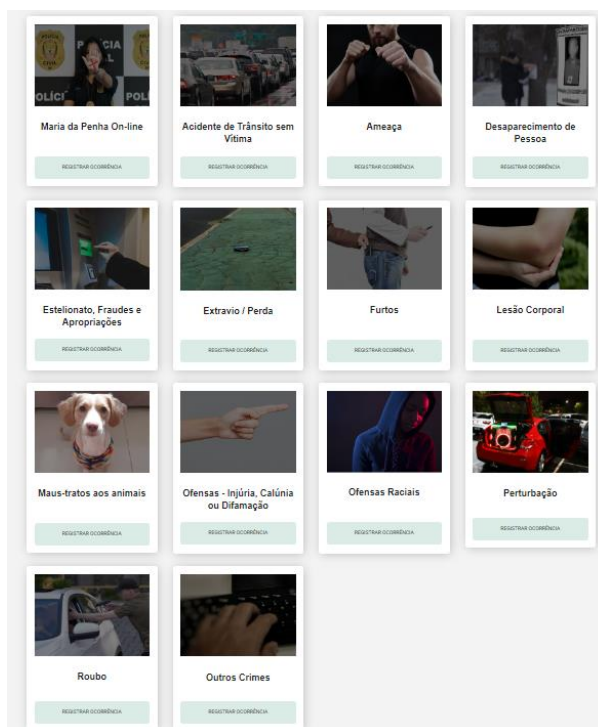 POLÍCIA
POLI
Maria da Penha On-line
REGISTRAR OCORRÊNCIA
Acidente de Trânsito sem
Vítima
REGISTRAR OCORRÊNCIA
Ameaça
REGISTRAR OCORRÊNCIA
Desaparecimento de
Pessoa
REGISTRAR OCORRÊNCIA
Estelionato, Fraudes e
Apropriações
REGISTRAR OCORRÊNCIA
Extravio / Perda
REGISTRAR OCORRÊNCIA
Furtos
REGISTRAR OCORRÊNCIA
Lesão Corporal
REGISTRAR OCORRÊNCIA
Maus-tratos aos animais
REGISTRAR OCORRÊNCIA
Ofensas - Injúria, Calúnia
ou Difamação
REGISTRAR OCORRÊNCIA
Ofensas Raciais
REGISTRAR OCORRÊNCIA
Perturbação
REGISTRAR OCORRÊNCIA
Roubo
REGISTRAR OCORRÊNCIA
Outros Crimes
REGISTRAR OCORRÊNCIA